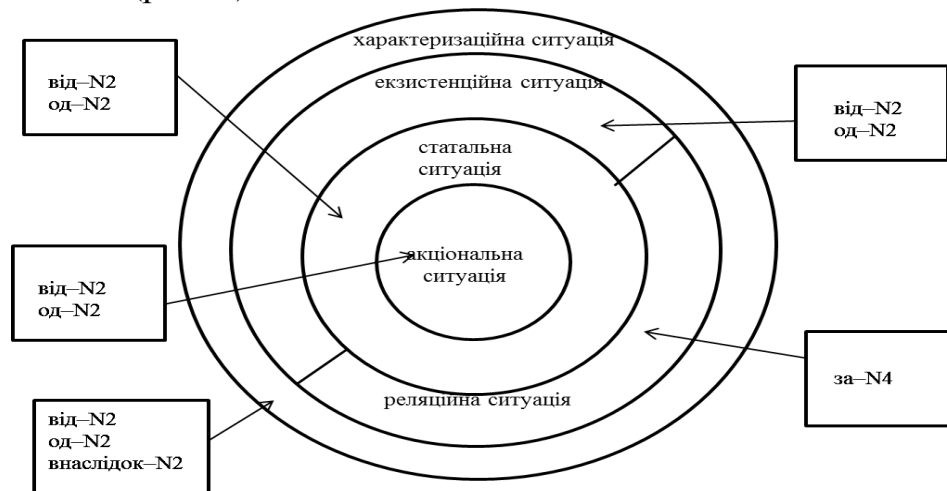 характеризаційна ситуація
екзистенційна ситуація
від–N2
од–N2
від–N2
од–N2
статальна
ситуація
акціональна
ситуація
від–N2
од–N2
за–N4
реляційна ситуація
від–N2
од–N2
внаслідок–N2